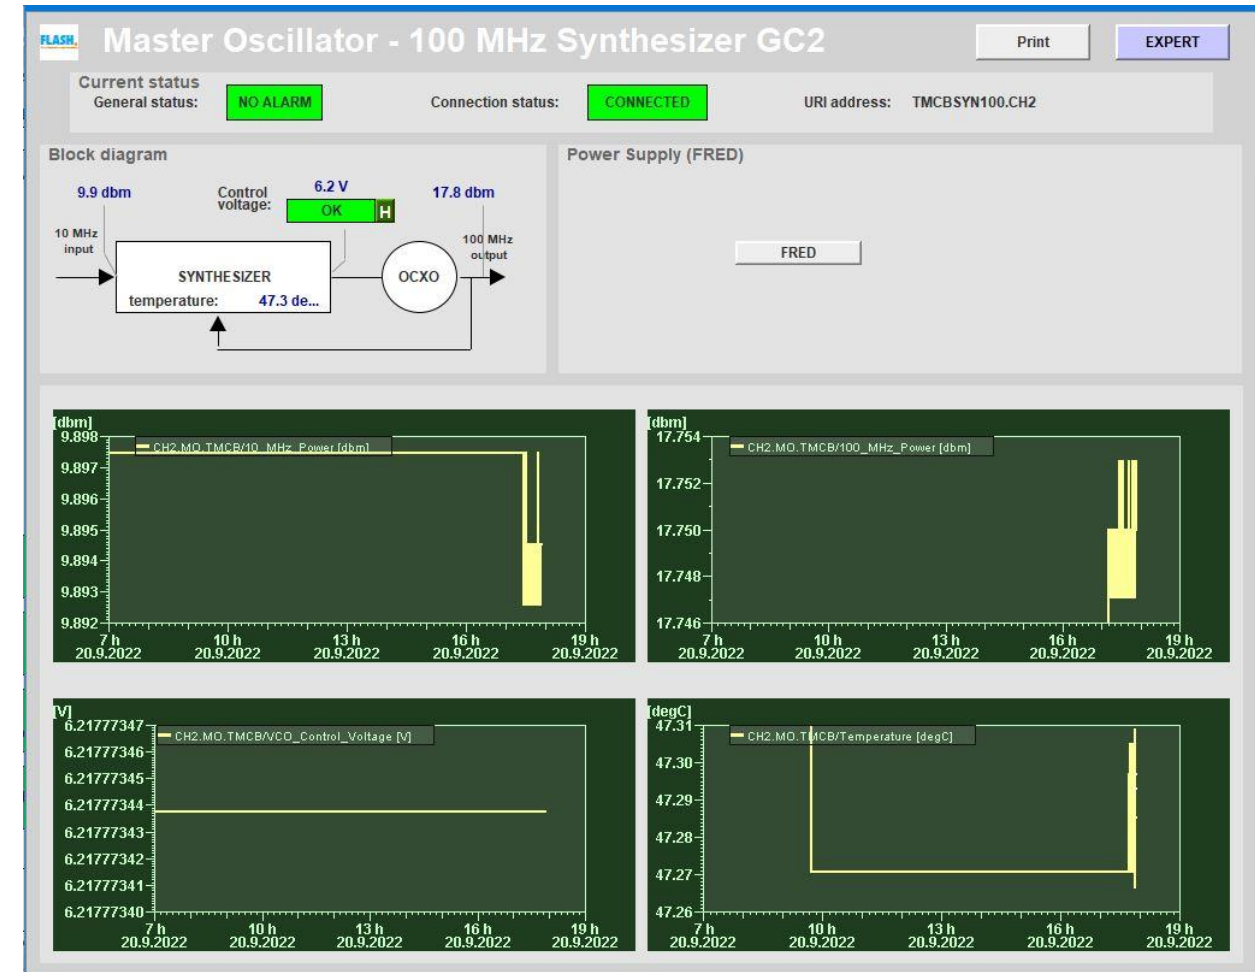 FLASH.
Master Oscillator - 100 MHz Synthesizer GC2
Print
EXPERT
Current status
General status:
NO ALARM
Connection status:
CONNECTED
URI address:
TMCBSYN100.CH2
Block diagram
9.9 dbm
Control
voltage:
6.2 V
OK
H
17.8 dbm
10 MHz
input
100 MHz
output
SYNTHESIZER
temperature:
47.3 de...
OCXO
Power Supply (FRED)
FRED
[dbm]
CH2.MO.TMCB/10_MHz_Power [dbm]
9.898
9.897
9.896
9.895
9.894
9.893
9.892
7 h
10 h
13 h
16 h
19 h
20.9.2022
20.9.2022
20.9.2022
20.9.2022
20.9.2022
[dbm]
CH2.MO.TMCB/100_MHz_Power [dbm]
17.754
17.752
17.750
17.748
17.746
7 h
10 h
13 h
16 h
19 h
20.9.2022
20.9.2022
20.9.2022
20.9.2022
20.9.2022
[V]
CH2.MO.TMCB/VCO_Control_Voltage [V]
6.21777347
6.21777346
6.21777345
6.21777344
6.21777343
6.21777342
6.21777341
6.21777340
7 h
10 h
13 h
16 h
19 h
20.9.2022
20.9.2022
20.9.2022
20.9.2022
20.9.2022
[degC]
CH2.MO.TMCB/Temperature [degC]
47.31
47.30
47.29
47.28
47.27
47.26
7 h
10 h
13 h
16 h
19 h
20.9.2022
20.9.2022
20.9.2022
20.9.2022
20.9.2022